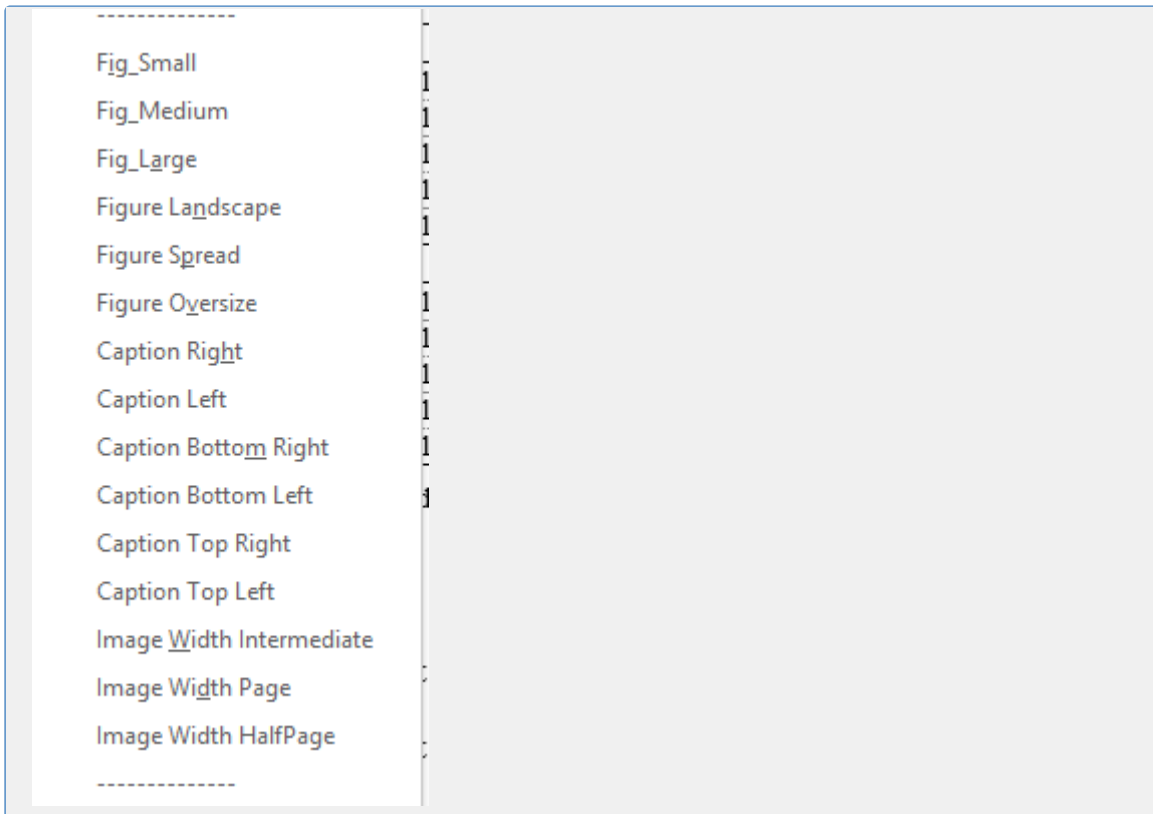 --------------
Fig_Small
Fig_Medium
Fig_Large
Figure Landscape
Figure Spread
Figure Oversize
Caption Right
Caption Left
Caption Bottom Right
Caption Bottom Left
Caption Top Right
Caption Top Left
Image Width Intermediate
Image Width Page
Image Width HalfPage
--------------